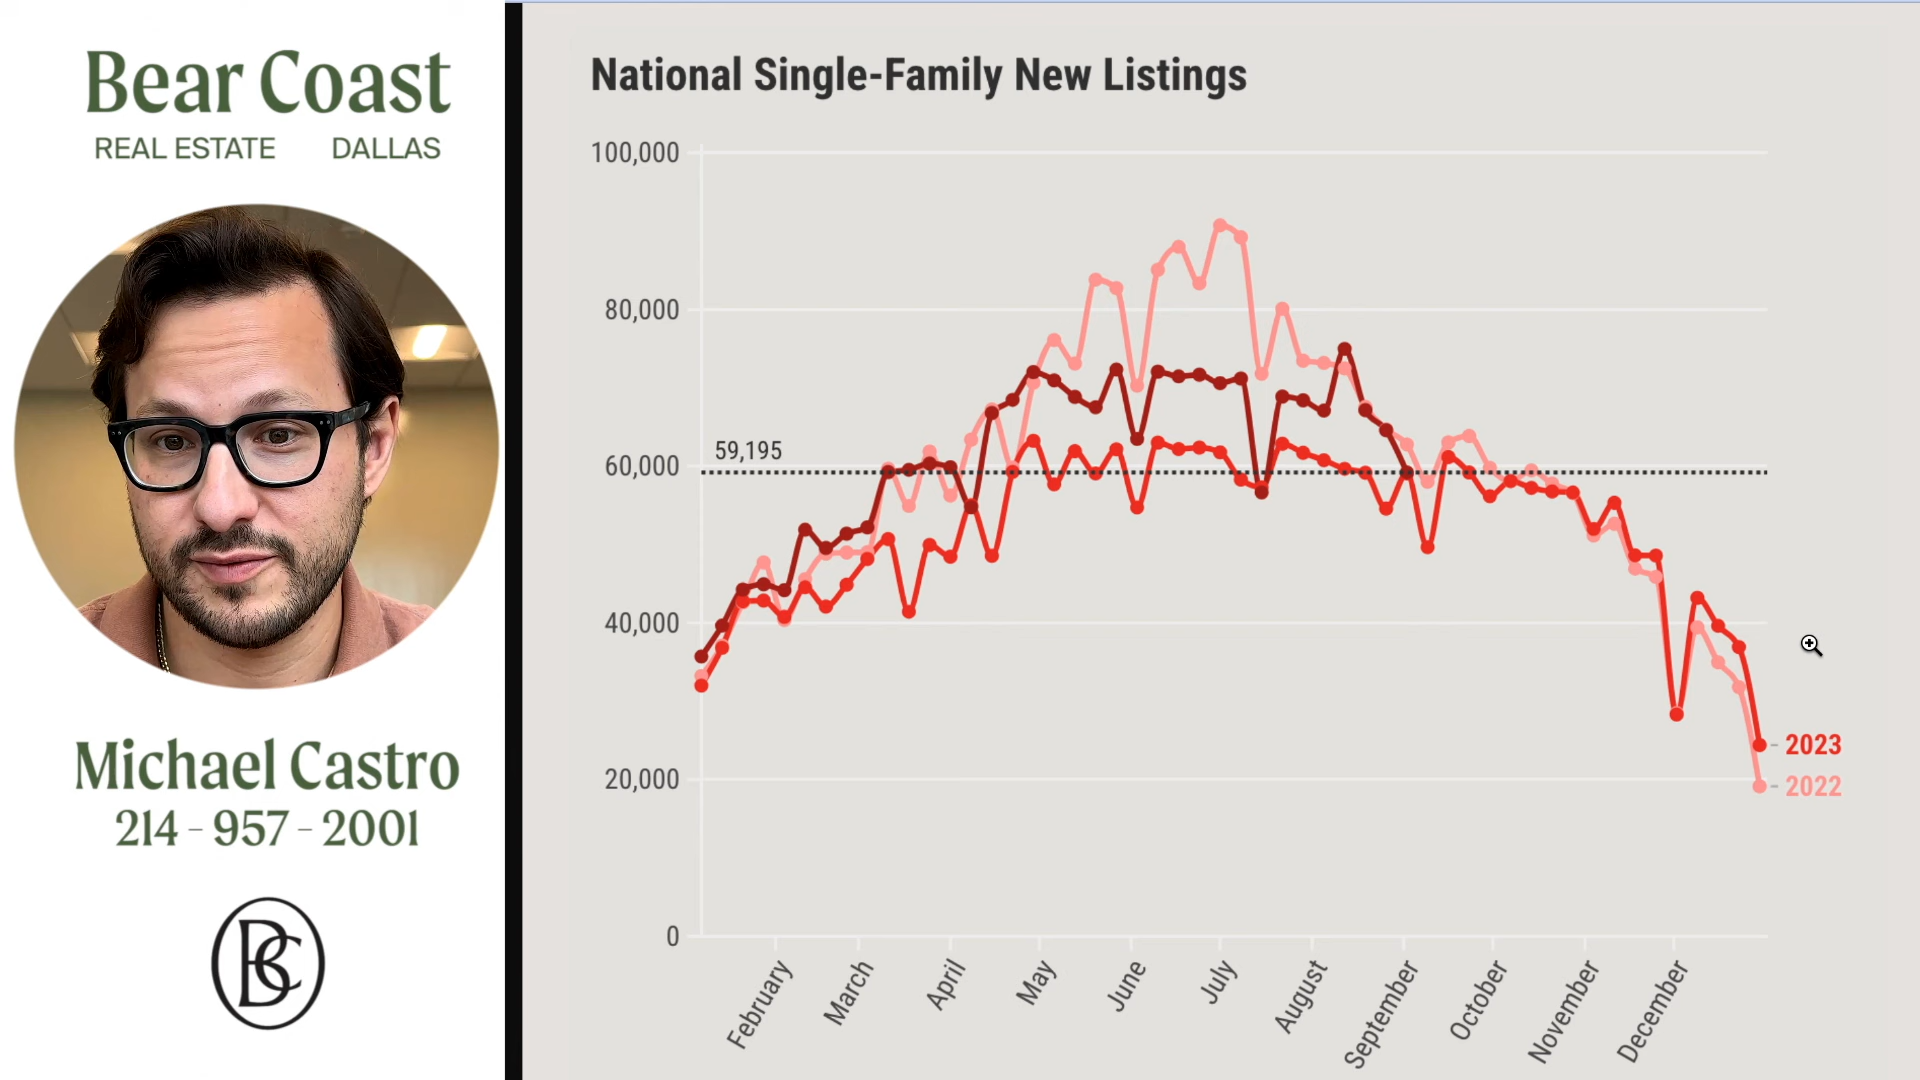 Bear Coast
REAL ESTATE DALLAS
Michael Castro
214 - 957 - 2001
BC
National Single-Family New Listings
100,000
80,000
59,195
60,000
40,000
20,000
0
2023
2022
February
March
April
May
June
July
August
September
October
November
December